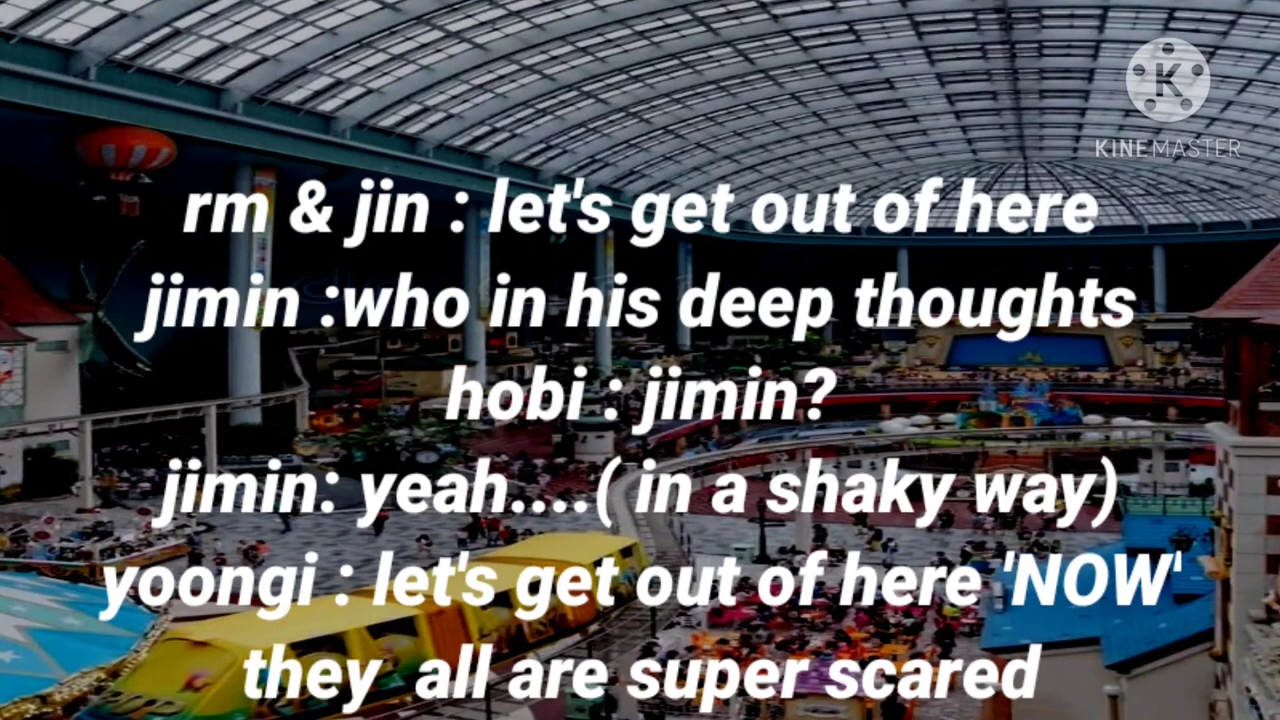 KINEMASTER
rm & jin : let's get out of here
jimin :who in his deep thoughts
hobi : jimin?
jimin: yeah....( in a shaky way)
yoongi : let's get out of here 'NOW'
they all are super scared